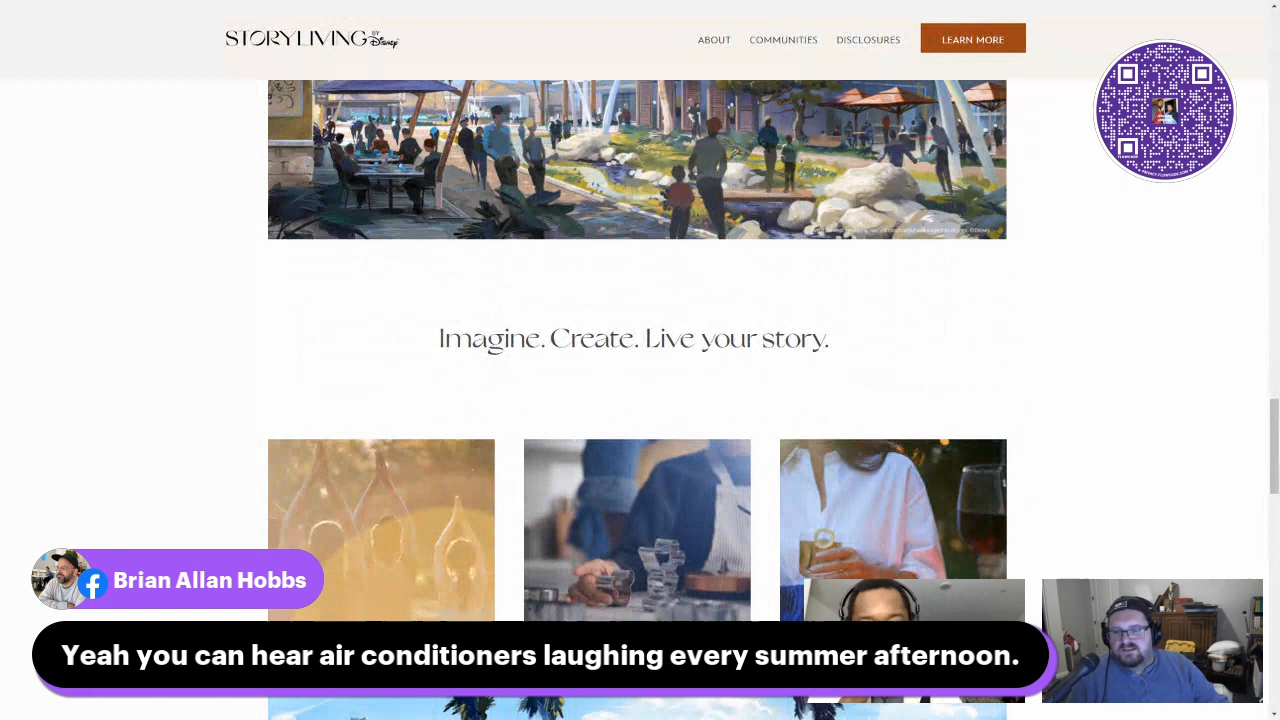 STORYLIVING BY Disney
ABOUT COMMUNITIES DISCLOSURES LEARN MORE
Imagine. Create. Live your story.
Brian Allan Hobbs
Yeah you can hear air conditioners laughing every summer afternoon.